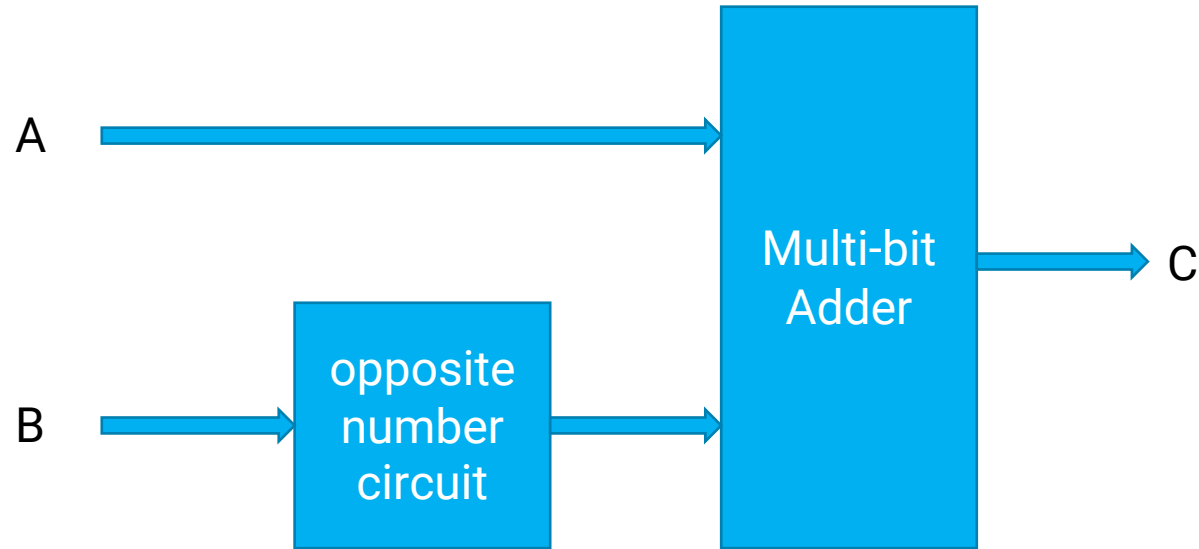 A
Multi-bit
Adder
C
opposite
number
circuit
B